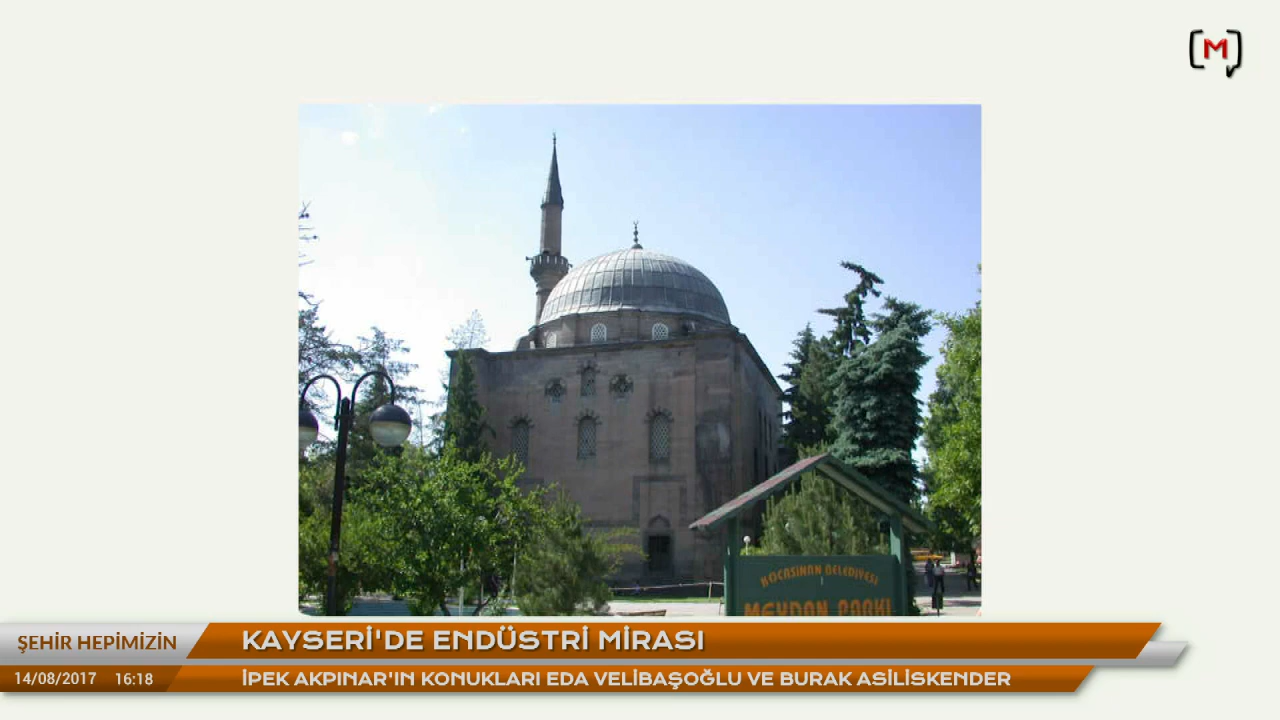 [M]
KOCASİNAN BELEDİYESİ
MEYDAN PARKI
ŞEHİR HEPİMİZİN
KAYSERİ'DE ENDÜSTRİ MİRASI
14/08/2017 16:18
İPEK AKPINAR'IN KONUKLARI EDA VELİBAŞOĞLU VE BURAK ASİLİSKENDER